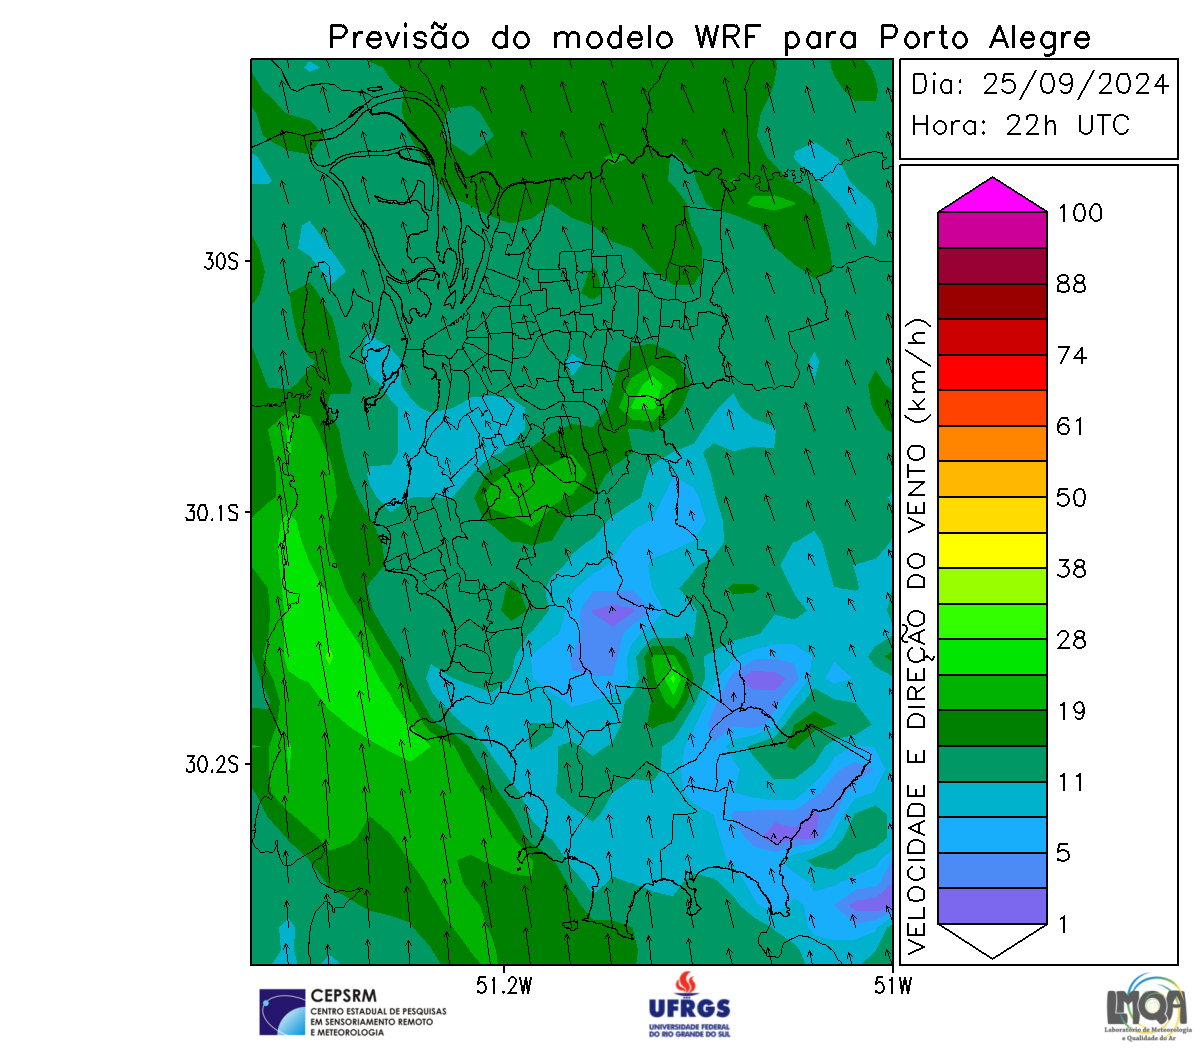 Previsão do modelo WRF para Porto Alegre
Dia: 25/09/2024
Hora: 22h UTC
100
88
74
61
50
38
28
19
11
5
1
VELOCIDADE E DIREÇÃO DO VENTO (km/h)
30S
30.1S
30.2S
51.2W
51W
CEPSRM
CENTRO ESTADUAL DE PESQUISAS
EM SENSORIAMENTO REMOTO
E METEOROLOGIA
UFRGS
UNIVERSIDADE FEDERAL
DO RIO GRANDE DO SUL
LMQA
Laboratório de Meteorologia
e Qualidade do Ar